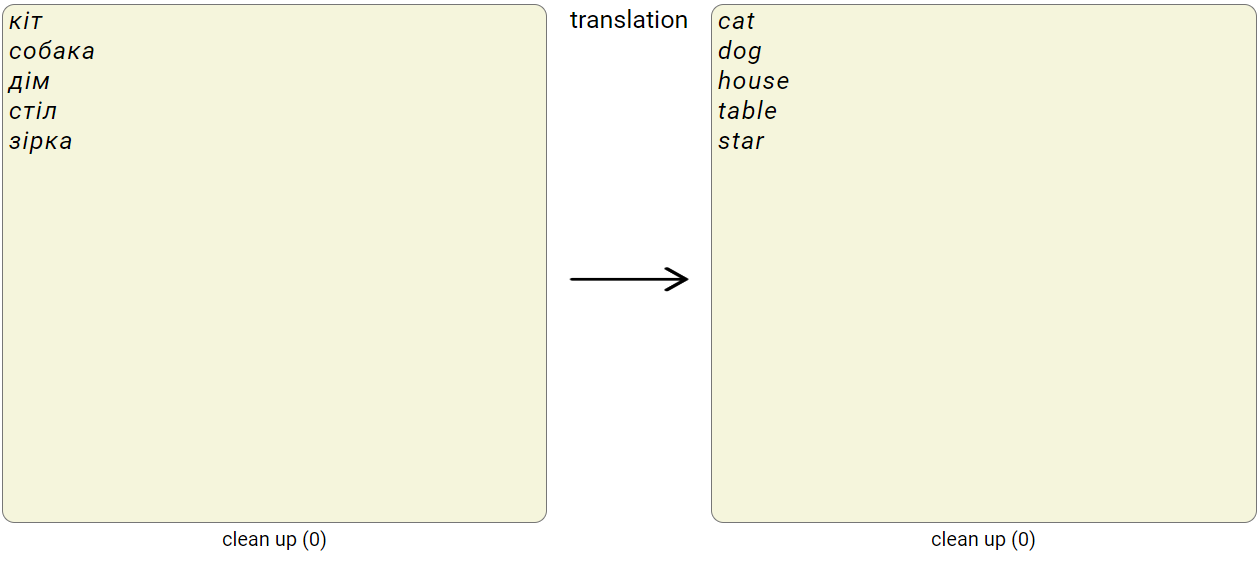 кіт
собака
дім
стіл
зірка
translation
cat
dog
house
table
star
clean up (0)
clean up (0)